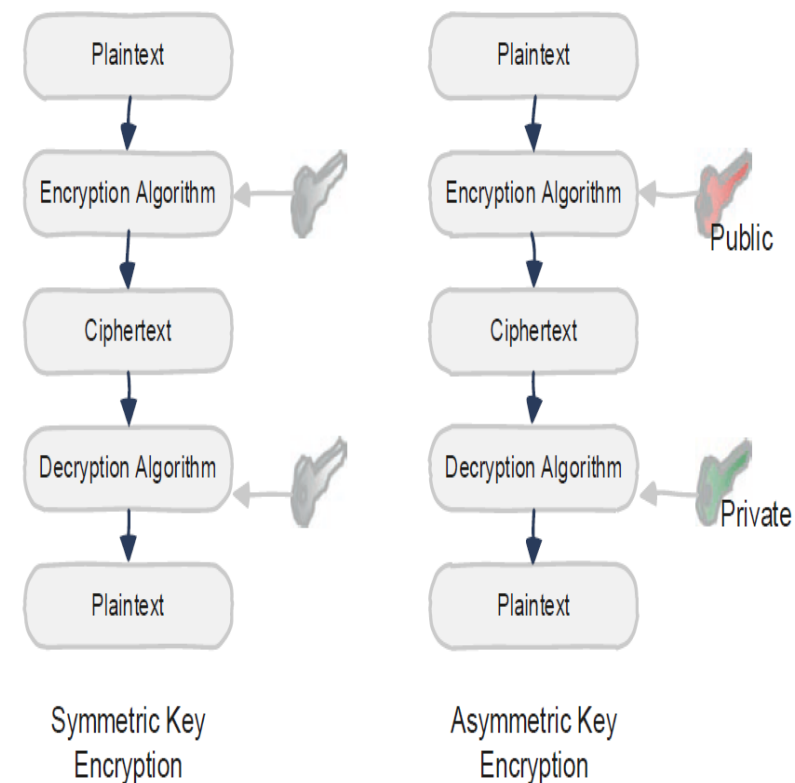 Plaintext
Encryption Algorithm
Ciphertext
Decryption Algorithm
Plaintext
Symmetric Key
Encryption
Plaintext
Encryption Algorithm
Public
Ciphertext
Decryption Algorithm
Private
Plaintext
Asymmetric Key
Encryption